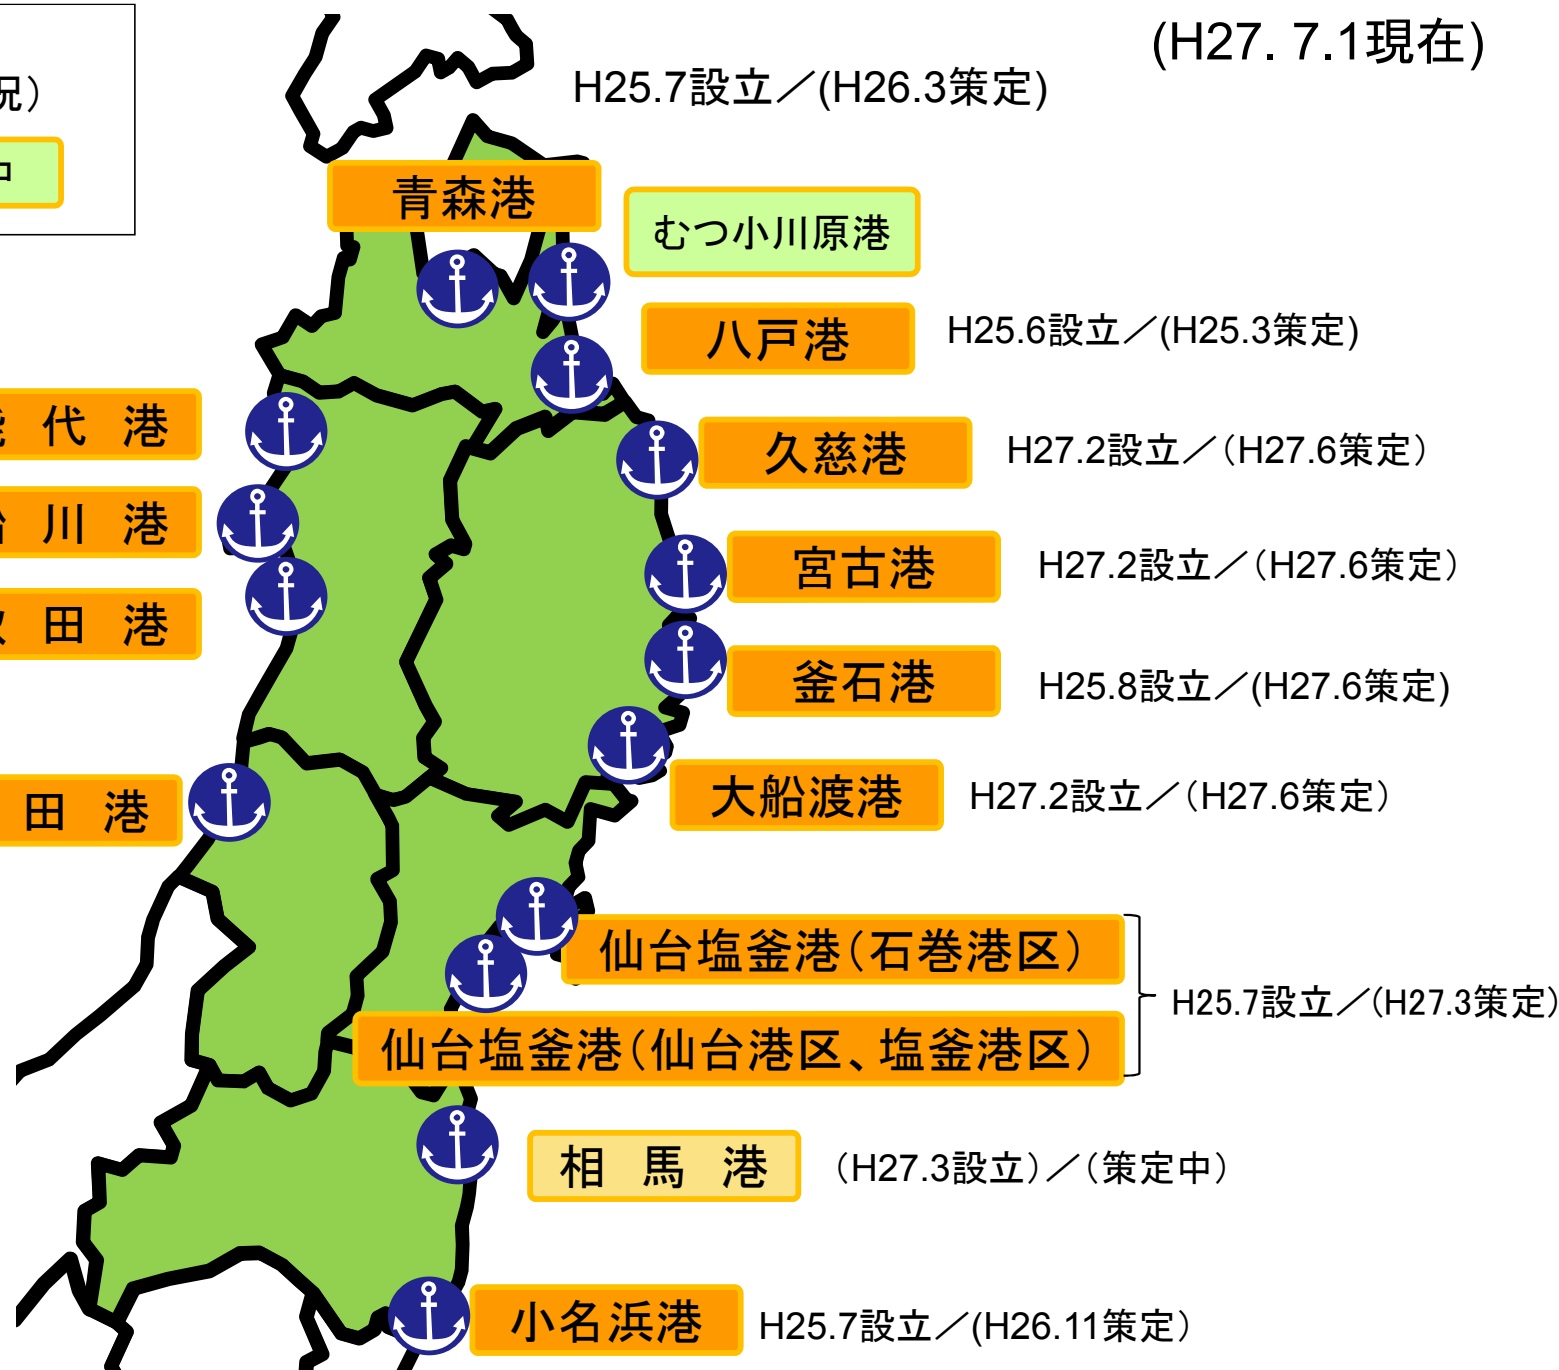 (H27. 7.1現在)
況）
中
H25.7設立／(H26.3策定)
青森港
むつ小川原港
八戸港
H25.6設立／(H25.3策定)
代 港
久慈港
H27.2設立／（H27.6策定）
川 港
宮古港
H27.2設立／（H27.6策定）
田 港
釜石港
H25.8設立／(H27.6策定)
田 港
大船渡港
H27.2設立／（H27.6策定）
仙台塩釜港（石巻港区）
H25.7設立／(H27.3策定）
仙台塩釜港（仙台港区、塩釜港区）
相 馬 港
（H27.3設立）／（策定中）
小名浜港
H25.7設立／(H26.11策定）